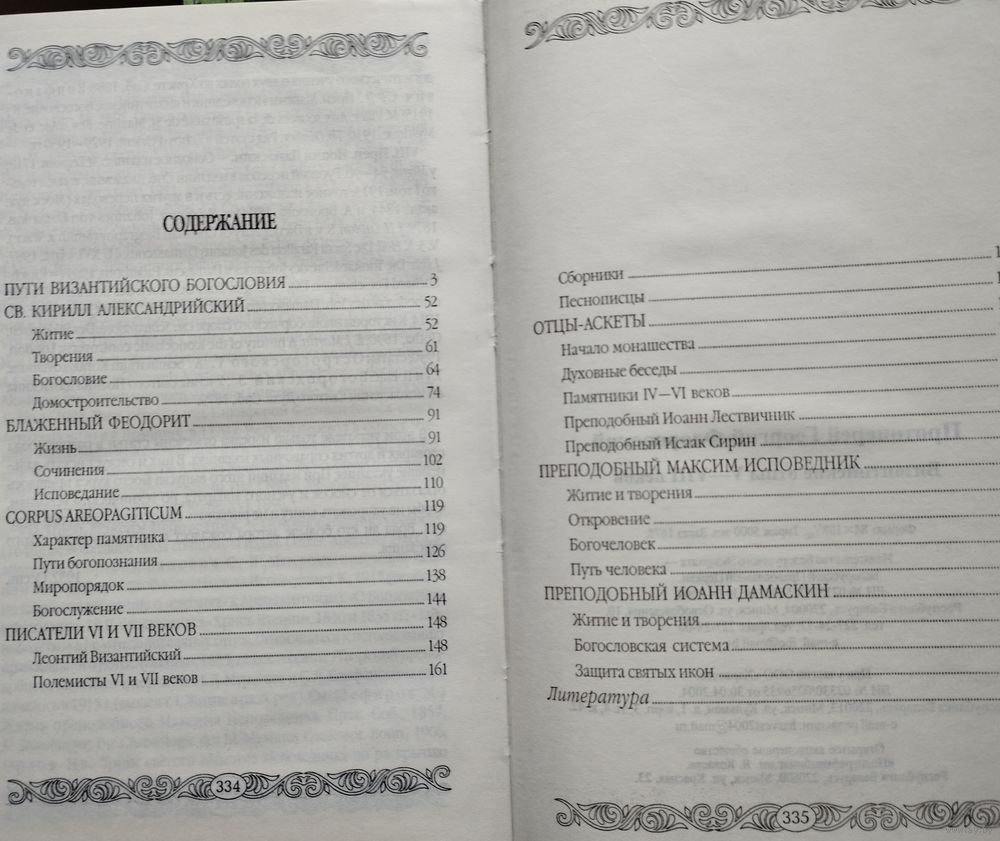 СОДЕРЖАНИЕ
ПУТИ ВИЗАНТИЙСКОГО БОГОСЛОВИЯ 3
СВ. КИРИЛЛ АЛЕКСАНДРИЙСКИЙ 52
Житие 52
Творения 61
Богословие 64
Домостроительство 74
БЛАЖЕННЫЙ ФЕОДОРИТ 91
Жизнь 91
Сочинения 102
Исповедание 110
CORPUS AREOPAGITICUM 119
Характер памятника 119
Пути богопознания 126
Миропорядок 138
Богослужение 144
ПИСАТЕЛИ VI И VII ВЕКОВ 148
Леонтий Византийский 148
Полемисты VI и VII веков 161
334
Сборники
Песнописцы
ОТЦЫ-АСКЕТЫ
Начало монашества
Духовные беседы
Памятники IV—VI веков
Преподобный Иоанн Лествичник
Преподобный Исаак Сирин
ПРЕПОДОБНЫЙ МАКСИМ ИСПОВЕДНИК
Житие и творения
Откровение
Богочеловек
Путь человека
ПРЕПОДОБНЫЙ ИОАНН ДАМАСКИН
Житие и творения
Богословская система
Защита святых икон
Литература
335